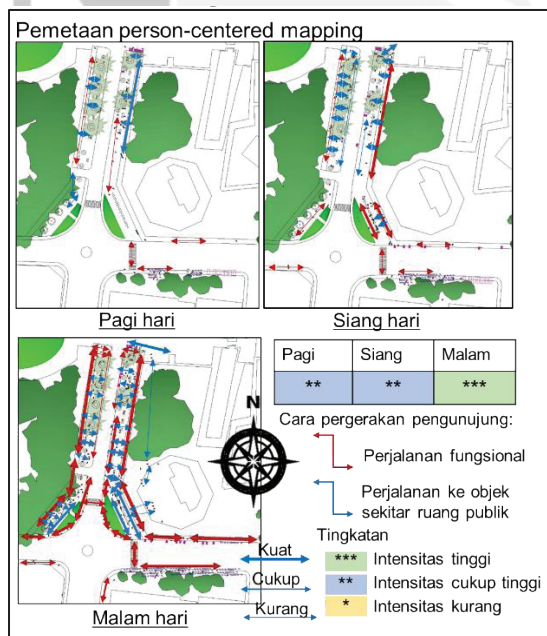 Pemetaan person-centered mapping
Pagi hari
Siang hari
Malam hari
Pagi Siang Malam
** ** ***
Cara pergerakan pengunujung:
Perjalanan fungsional
Perjalanan ke objek
sekitar ruang publik
Tingkatan
*** Intensitas tinggi
** Intensitas cukup tinggi
* Intensitas kurang
N
Kuat
Cukup
Kurang